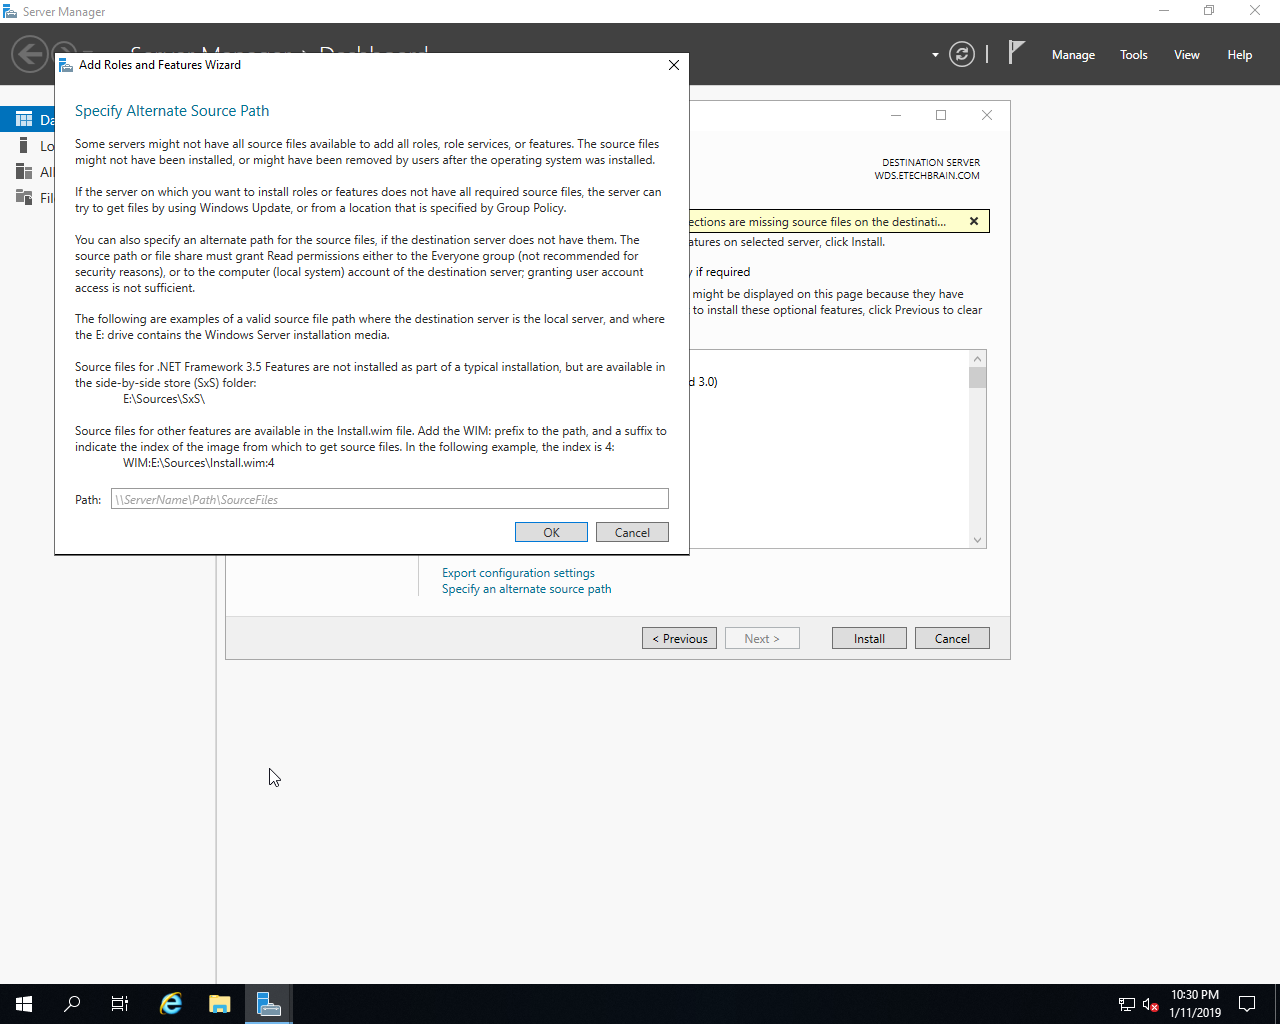 Server Manager
Server Manager › Dashboard
Manage
Tools
View
Help
Add Roles and Features Wizard
Specify Alternate Source Path
Some servers might not have all source files available to add all roles, role services, or features. The source files
might not have been installed, or might have been removed by users after the operating system was installed.
If the server on which you want to install roles or features does not have all required source files, the server can
try to get files by using Windows Update, or from a location that is specified by Group Policy.
You can also specify an alternate path for the source files, if the destination server does not have them. The
source path or file share must grant Read permissions either to the Everyone group (not recommended for
security reasons), or to the computer (local system) account of the destination server; granting user account
access is not sufficient.
The following are examples of a valid source file path where the destination server is the local server, and where
the E: drive contains the Windows Server installation media.
Source files for .NET Framework 3.5 Features are not installed as part of a typical installation, but are available in
the side-by-side store (SxS) folder:
E:\Sources\SxS\
Source files for other features are available in the Install.wim file. Add the WIM: prefix to the path, and a suffix to
indicate the index of the image from which to get source files. In the following example, the index is 4:
WIM:E:\Sources\Install.wim:4
Path: \\ServerName\Path\SourceFiles
OK
Cancel
Da
Lo
All
File
DESTINATION SERVER
WDS.ETECHBRAIN.COM
ections are missing source files on the destinati...
atures on selected server, click Install.
y if required
might be displayed on this page because they have
to install these optional features, click Previous to clear
d 3.0)
Export configuration settings
Specify an alternate source path
< Previous
Next >
Install
Cancel
10:30 PM
1/11/2019